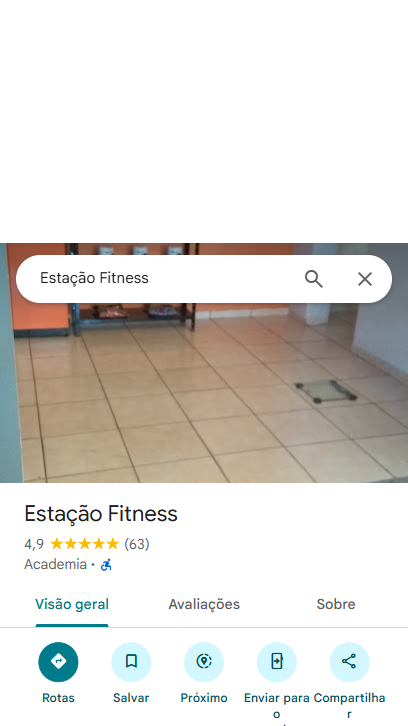 Estação Fitness
Estação Fitness
4,9 (63)
Academia ·
Visão geral
Avaliações
Sobre
Rotas
Salvar
Próximo
Enviar para o
Compartilhar